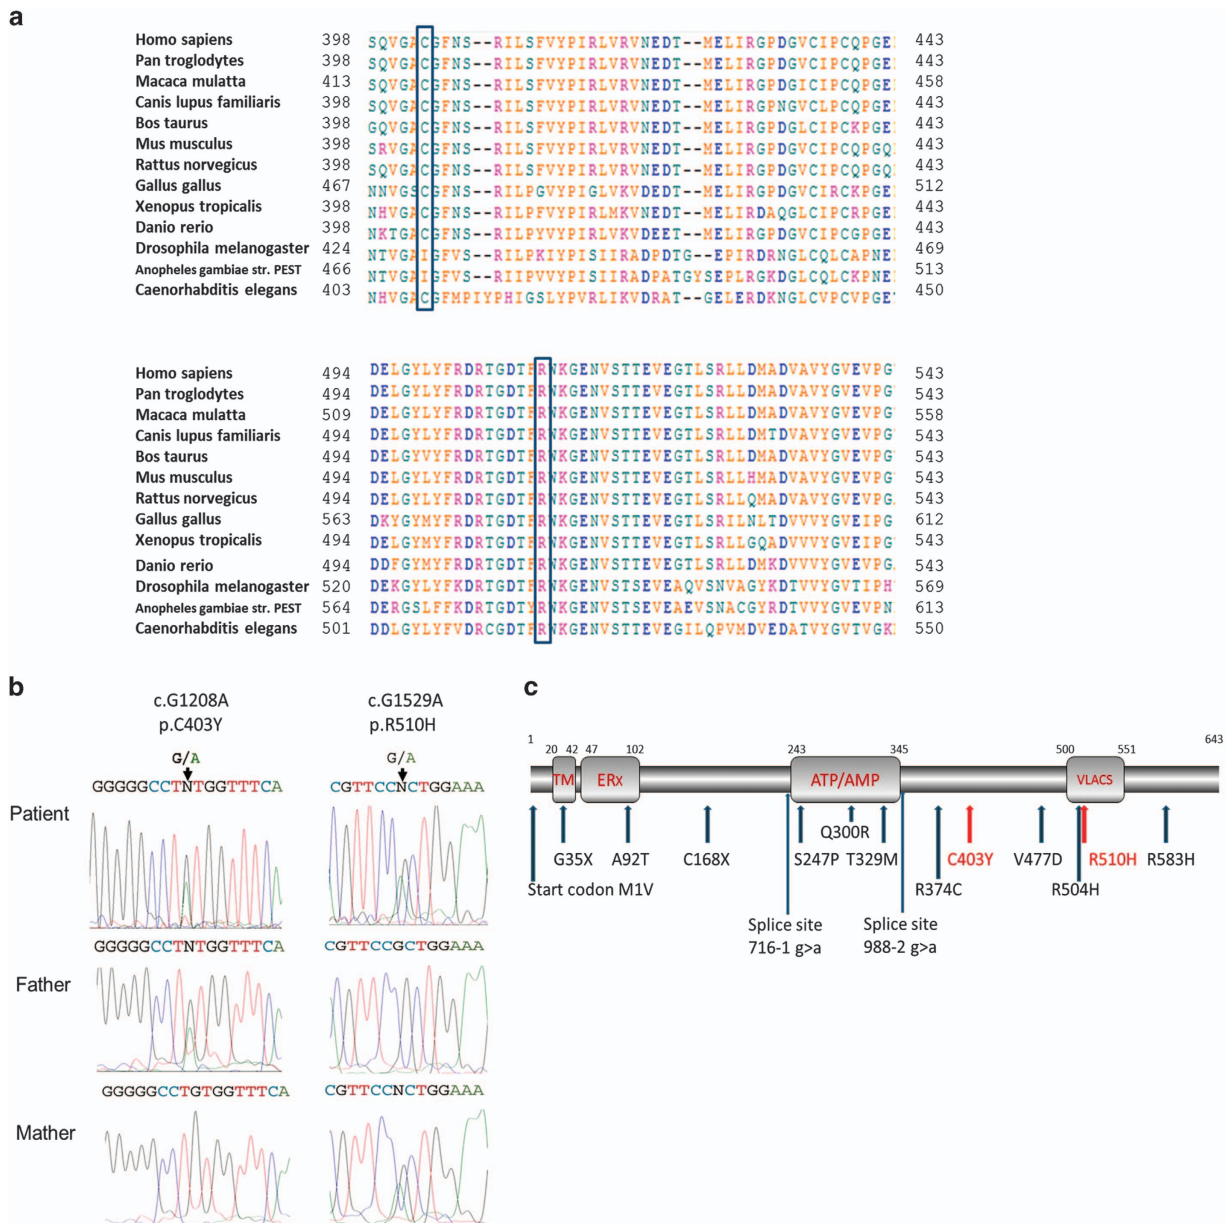 a
Homo sapiens 398 SQVGACGFNS--RILSFVYPIRLVRVNEDT--MELIRGPDGVCIPCQPGE 443
Pan troglodytes 398 SQVGACGFNS--RILSFVYPIRLVRVNEDT--MELIRGPDGVCIPCQPGE 443
Macaca mulatta 413 SQVGACGFNS--RILSFVYPIRLVRVNEDT--MELIRGPDGICIPCQPGE 458
Canis lupus familiaris 398 SQVGACGFNS--RILSFVYPIRLVRVNEDT--MELIRGPNGVCLPCQPGE 443
Bos taurus 398 GQVGACGFNS--RILSFVYPIRLVRVNEDT--MELIRGPDGLCIPCKPGE 443
Mus musculus 398 SRVGACGFNS--RILSFVYPIRLVRVNEDT--MELIRGPDGVCIPCQPGQ 443
Rattus norvegicus 398 SQVGACGFNS--RILSFVYPIRLVRVNEDT--MELIRGPDGVCIPCQPGQ 443
Gallus gallus 467 NNVGSCGFNS--RILPGVYPIGLVKVDEDT--MELIRGPDGVCIRCKPGE 512
Xenopus tropicalis 398 NHVGACGFNS--RILPFVYPIRLMKVNEDT--MELIRDAQGLCIPCRPGE 443
Danio rerio 398 NKTGACGFNS--RILPYVYPIRLVKVDEET--MELIRGPDGVCIPCGPGE 443
Drosophila melanogaster 424 NTVGAIGFVS--RILPKIYPISIIRADPDTG--EPIRDRNGLCQLCAPNE 469
Anopheles gambiae str. PEST 466 NTVGAIGFVS--RIIPVVYPISIIRADPATGYSEPLRGKDGLCQLCKPNE 513
Caenorhabditis elegans 403 NHVGACGFMPIYPHIGSLYPVRLIKVDRAT--GELERDKNGLCVPCVPGE 450
Homo sapiens 494 DELGYLYFRDRTGDTFRWKGENVSTTEVEGTLSRLLDMADVAVYGVEVPG 543
Pan troglodytes 494 DELGYLYFRDRTGDTFRWKGENVSTTEVEGTLSRLLDMADVAVYGVEVPG 543
Macaca mulatta 509 DELGYLYFRDRTGDTFRWKGENVSTTEVEGTLSRLLDMADVAVYGVEVPG 558
Canis lupus familiaris 494 DELGYLYFRDRTGDTFRWKGENVSTTEVEGTLSRLLDMTDVAVYGVEVPG 543
Bos taurus 494 DELGYVYFRDRTGDTFRWKGENVSTTEVEGTLSRLLDMADVAVYGVEVPG 543
Mus musculus 494 DELGYLYFRDRTGDTFRWKGENVSTTEVEGTLSRLLHMADVAVYGVEVPG 543
Rattus norvegicus 494 DELGYLYFRDRTGDTFRWKGENVSTTEVEGTLSRLLQMADVAVYGVEVPG 543
Gallus gallus 563 DKYGYMYFRDRTGDTFRWKGENVSTTEVEGTLSRILNLTDVVVYGVEIPG 612
Xenopus tropicalis 494 DELGYMYFRDRTGDTFRWKGENVSTTEVEGTLSRLLGQADVVVYGVEIPG 543
Danio rerio 494 DDFGYMYFRDRTGDTFRWKGENVSTTEVEGTLSRLLDMKDVVVYGVEVPG 543
Drosophila melanogaster 520 DEKGYLYFKDRTGDTFRWKGENVSTSEVEAQVSNVAGYKDTVVYGVTIPH 569
Anopheles gambiae str. PEST 564 DERGSLFFKDRTGDTYRWKGENVSTSEVEAEVSNACGYRDTVVYGVEVPN 613
Caenorhabditis elegans 501 DDLGYLYFVDRCGDTFRWKGENVSTTEVEGILQPVMDVEDATVYGVTVGK 550
b
c.G1208A c.G1529A
p.C403Y p.R510H
G/A G/A
GGGGGCCTNTGGTTTCA CGTTCCNCTGGAAA
Patient
GGGGGCCTNTGGTTTCA CGTTCCGCTGGAAA
Father
GGGGGCCTGTGGTTTCA CGTTCCNCTGGAAA
Mather
c
1 20 42 47 102 243 345 500 551 643
TM ERx ATP/AMP VLACS
Q300R
G35X A92T C168X S247P T329M C403Y V477D R510H R583H
Start codon M1V R374C R504H
Splice site Splice site
716-1 g>a 988-2 g>a